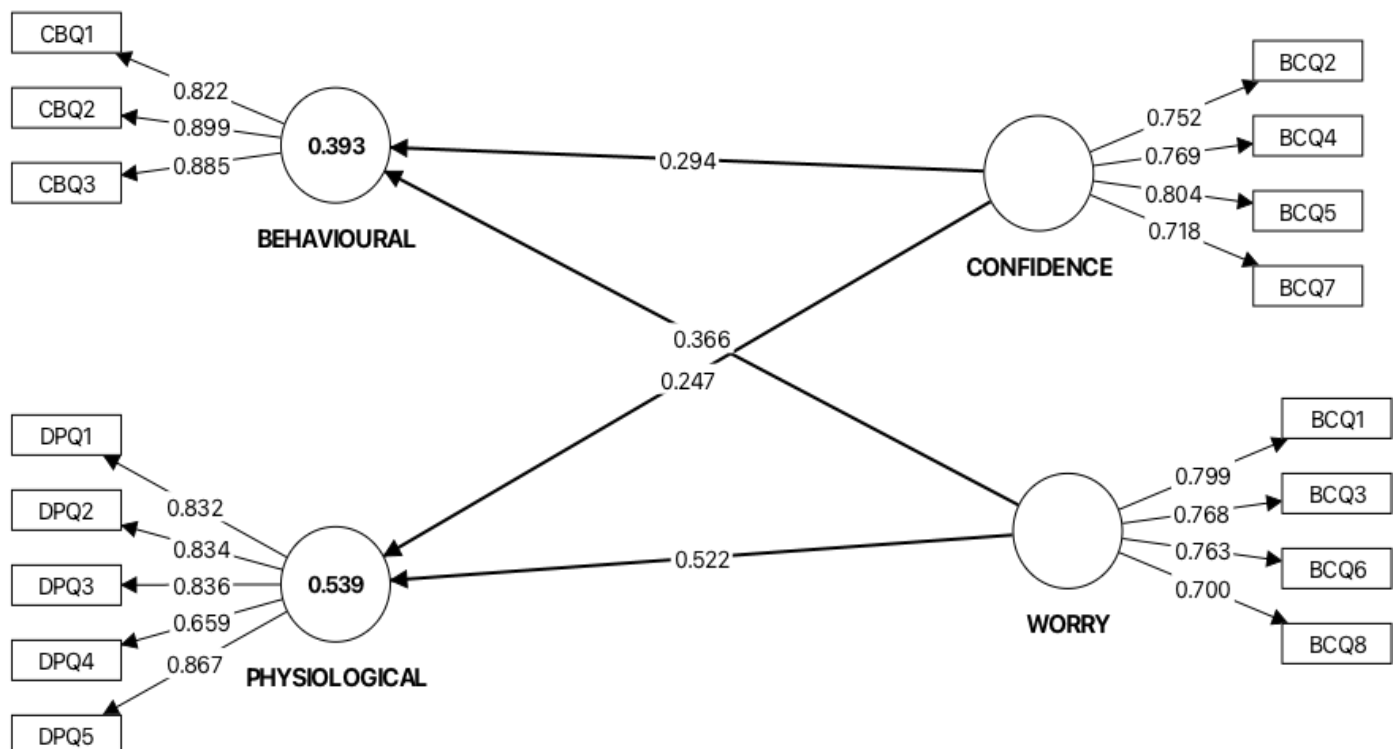 CBQ1
CBQ2
CBQ3
0.822
0.899
0.885
0.393
BEHAVIOURAL
0.294
CONFIDENCE
0.752
0.769
0.804
0.718
BCQ2
BCQ4
BCQ5
BCQ7
0.366
0.247
DPQ1
DPQ2
DPQ3
DPQ4
DPQ5
0.832
0.834
0.836
0.659
0.867
0.539
PHYSIOLOGICAL
0.522
WORRY
0.799
0.768
0.763
0.700
BCQ1
BCQ3
BCQ6
BCQ8